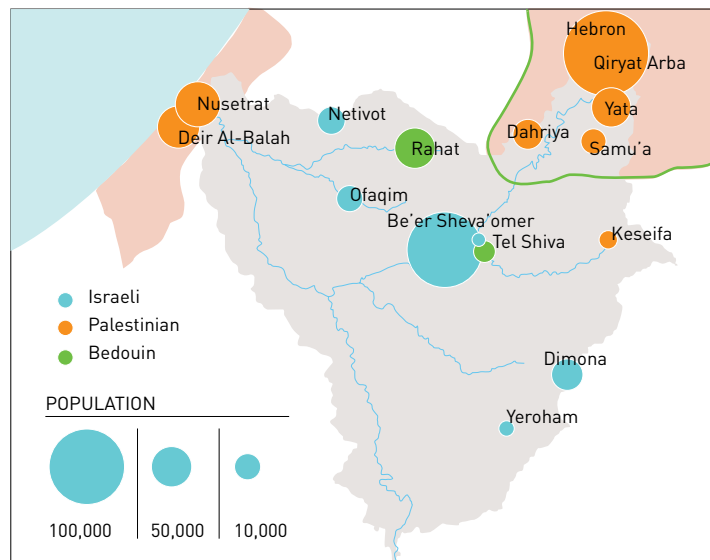 Hebron
Qiryat Arba
Nusetrat
Netivot
Yata
Deir Al-Balah
Dahriya
Rahat
Samu'a
Ofaqim
Be'er Sheva'omer
Tel Shiva
Keseifa
Israeli
Palestinian
Bedouin
Dimona
Yeroham
POPULATION
100,000
50,000
10,000